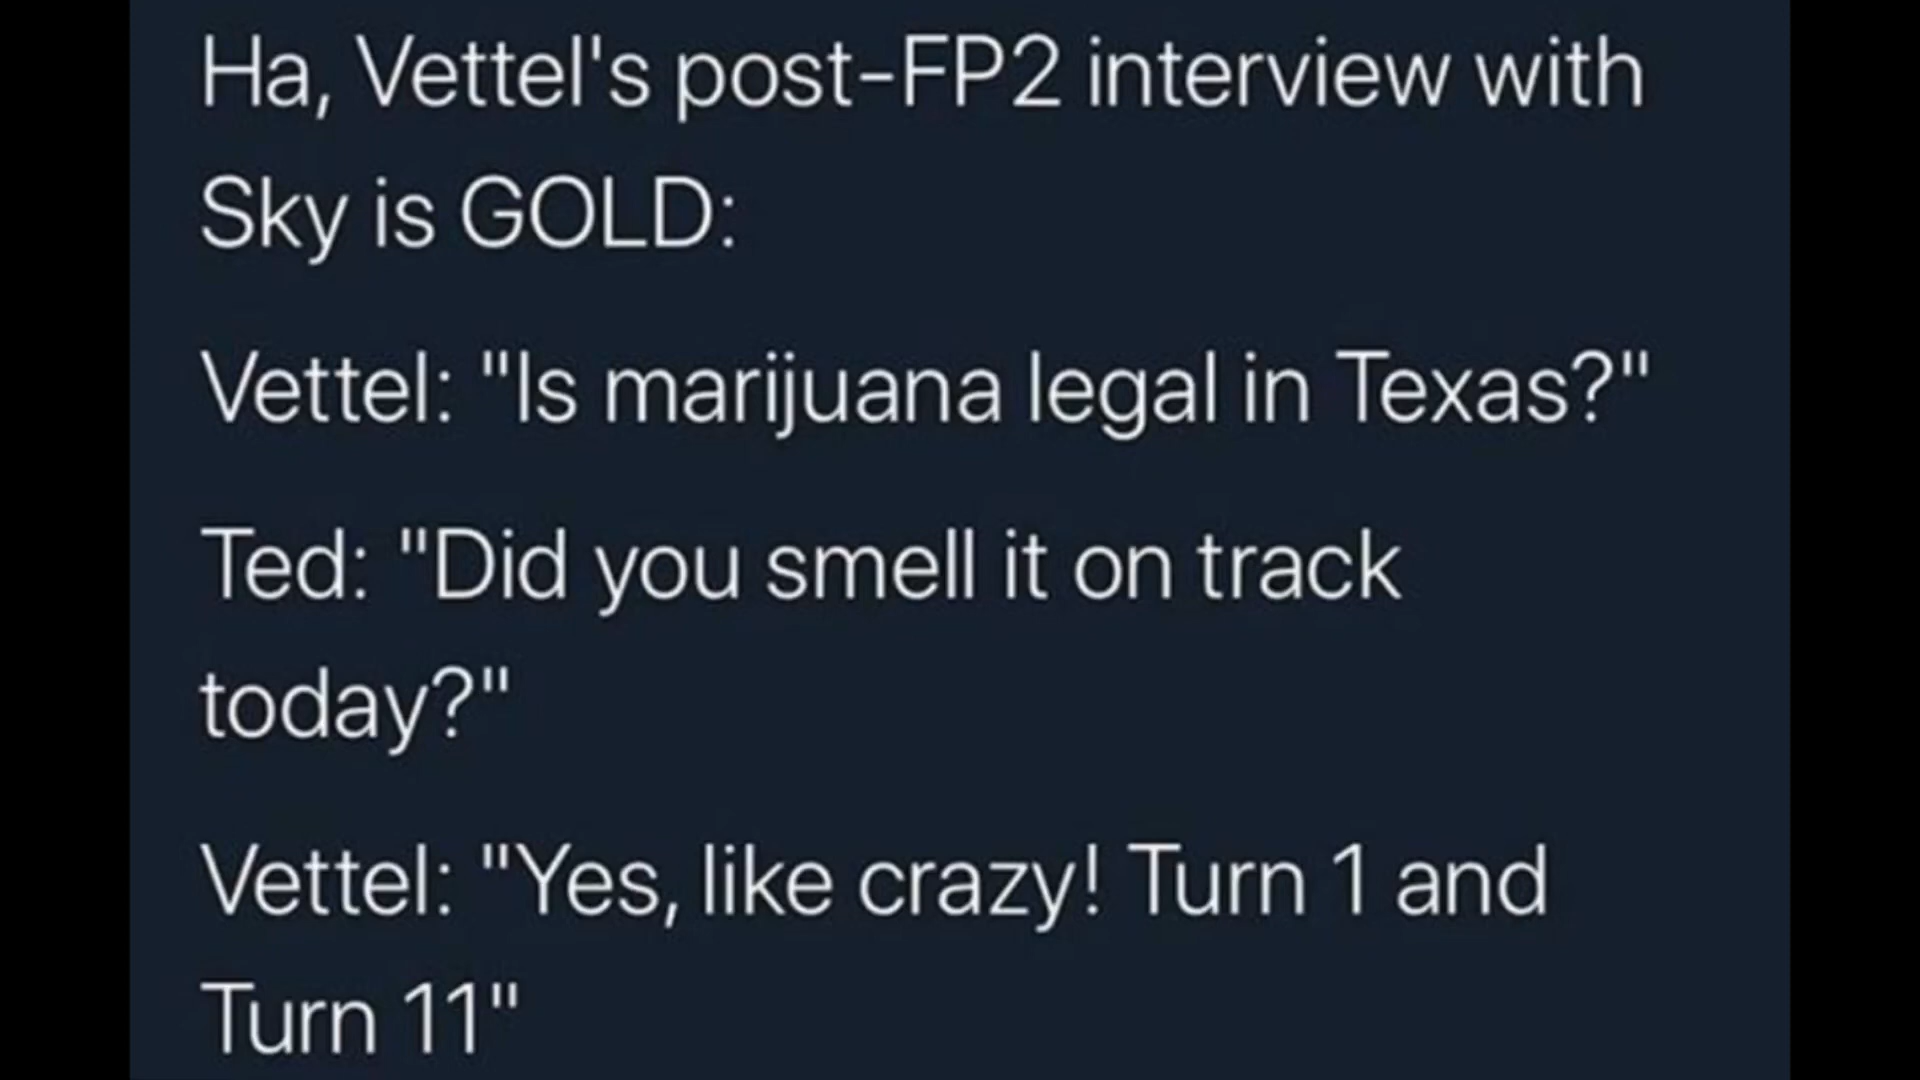 Ha, Vettel's post-FP2 interview with
Sky is GOLD:
Vettel: "Is marijuana legal in Texas?"
Ted: "Did you smell it on track
today?"
Vettel: "Yes, like crazy! Turn 1 and
Turn 11"